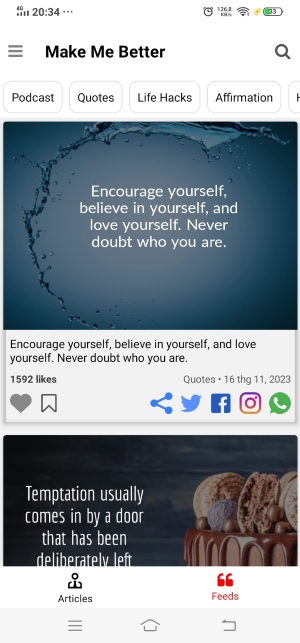 4G 20:34 ...
126,8 KB/s 33
Make Me Better
Podcast
Quotes
Life Hacks
Affirmation
Encourage yourself,
believe in yourself, and
love yourself. Never
doubt who you are.
Encourage yourself, believe in yourself, and love
yourself. Never doubt who you are.
1592 likes
Quotes • 16 thg 11, 2023
Temptation usually
comes in by a door
that has been
deliberately left
Articles
Feeds